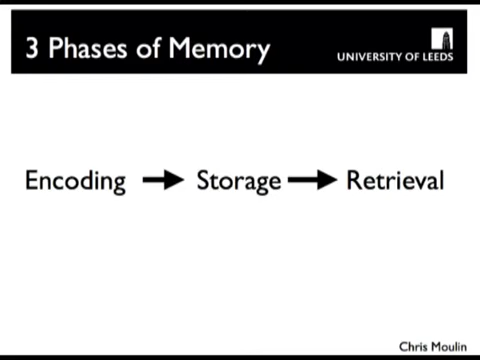 3 Phases of Memory
UNIVERSITY OF LEEDS
Encoding Storage Retrieval
Chris Moulin